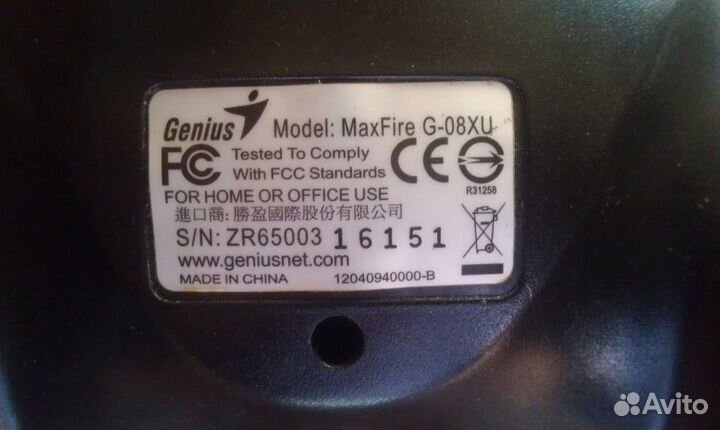 Genius Model: MaxFire G-08XU
FC Tested To Comply
With FCC Standards
CE
R31258
FOR HOME OR OFFICE USE
進口商: 勝盈國際股份有限公司
S/N: ZR65003 16151
www.geniusnet.com
MADE IN CHINA 12040940000-B
Avito